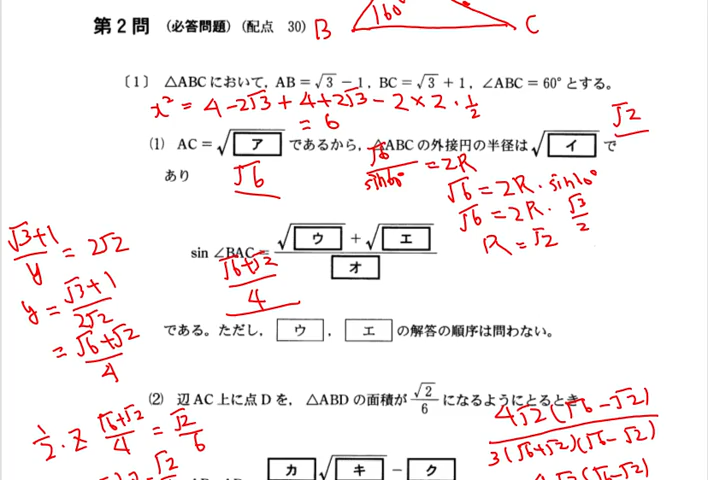 第2問 (必答問題)(配点 30)
B 60° C
〔1〕 △ABCにおいて, AB=√3−1, BC=√3+1, ∠ABC=60°とする。
x²= 4−2√3+4+2√3−2×2・1/2
=6
√2
(1) AC=√ア であるから, △ABCの外接円の半径は√イ で
あり
√6
√6/sin60°=2R
√6=2R・sin60°
√6=2R・√3/2
R=√2
sin∠BAC=(√ウ+√エ)/オ
(√6+√2)/4
(√3+1)/y=2√2
y=(√3+1)/2√2
=(√6+√2)/4
である。ただし, ウ , エ の解答の順序は問わない。
(2) 辺AC上に点Dを, △ABDの面積が √2/6 になるようにとるとき,
1/2・z (√6+√2)/4=√2/6
4√2(√6−√2)/3(√6+√2)(√6−√2)
カ√キ−ク